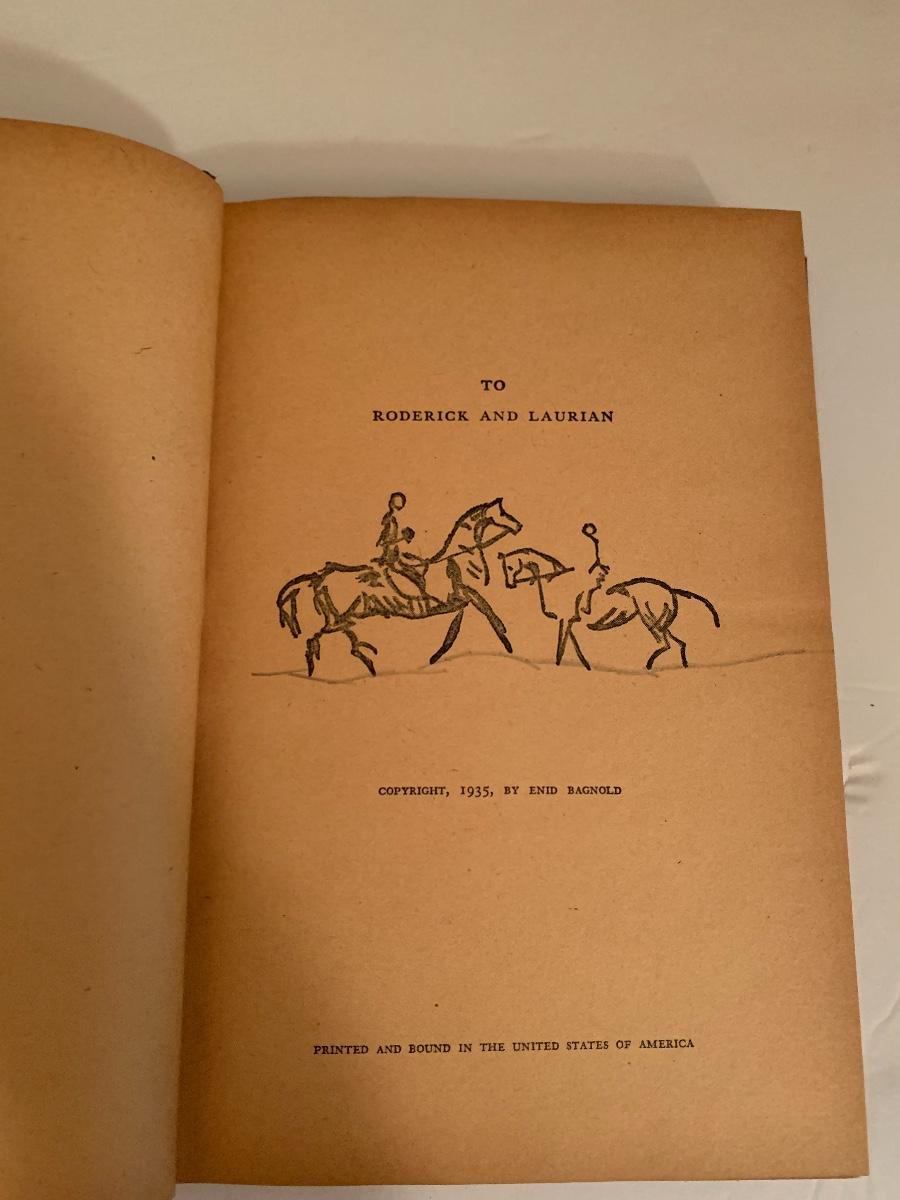 TO
RODERICK AND LAURIAN
COPYRIGHT, 1935, BY ENID BAGNOLD
PRINTED AND BOUND IN THE UNITED STATES OF AMERICA